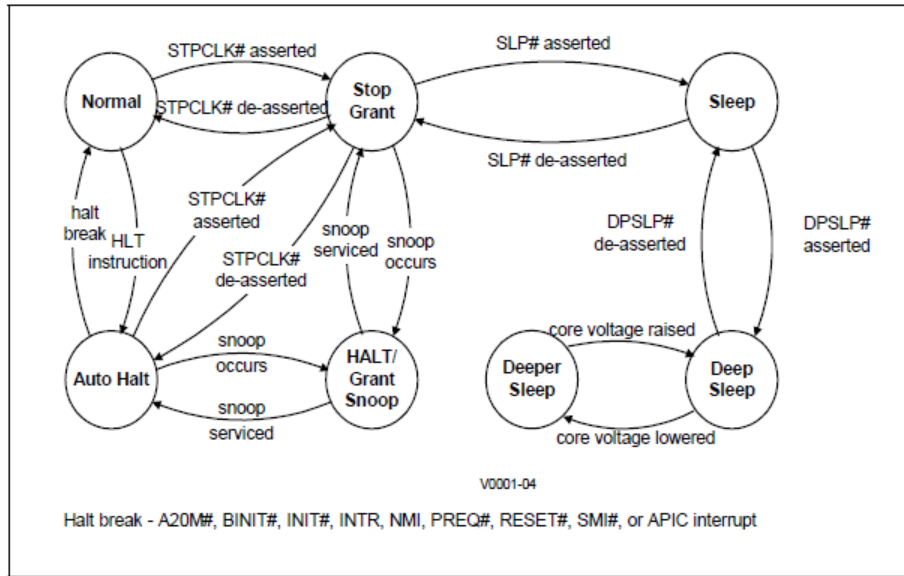 STPCLK# asserted
SLP# asserted
Normal
STPCLK# de-asserted
Stop
Grant
Sleep
SLP# de-asserted
halt
break
HLT
instruction
STPCLK#
asserted
STPCLK#
de-asserted
snoop
serviced
snoop
occurs
DPSLP#
de-asserted
DPSLP#
asserted
Auto Halt
snoop
occurs
snoop
serviced
HALT/
Grant
Snoop
core voltage raised
Deeper
Sleep
Deep
Sleep
core voltage lowered
V0001-04
Halt break - A20M#, BINIT#, INIT#, INTR, NMI, PREQ#, RESET#, SMI#, or APIC interrupt